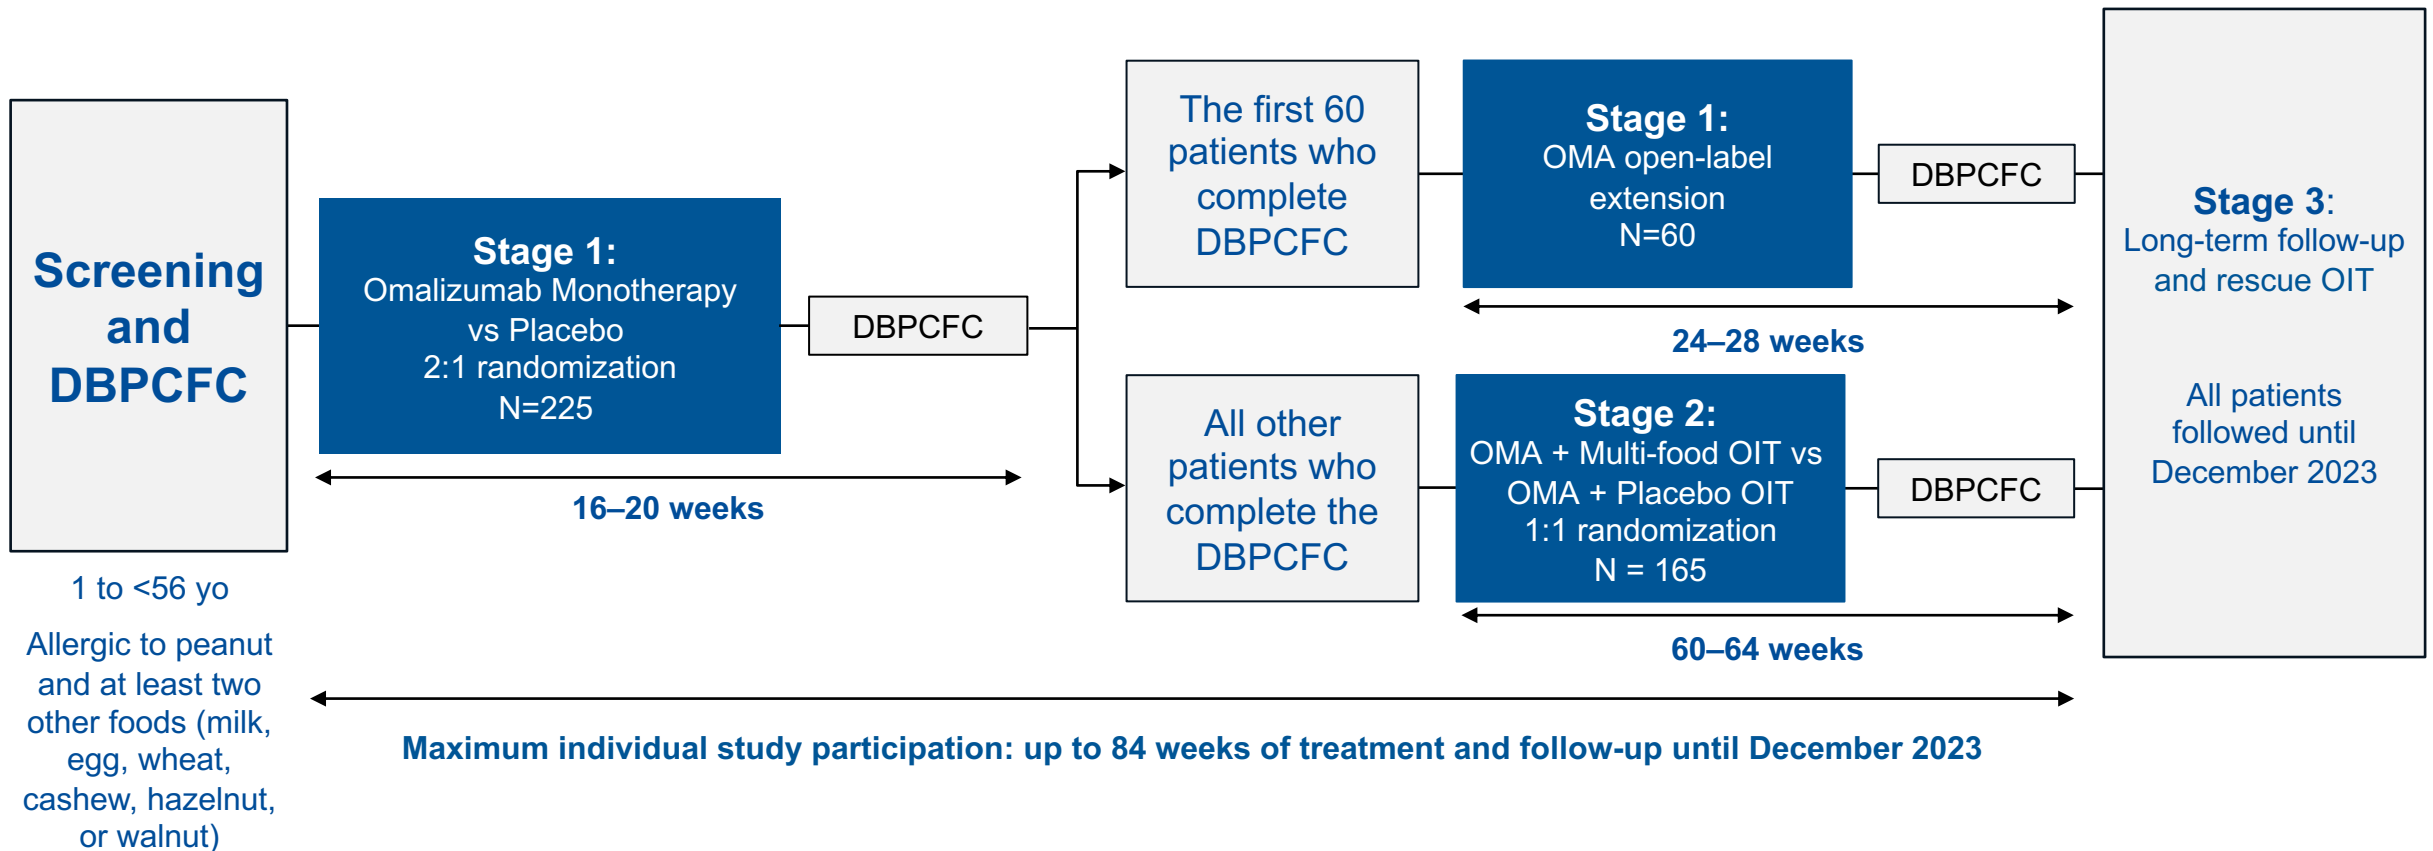 Screening
and
DBPCFC
1 to <56 yo
Allergic to peanut
and at least two
other foods (milk,
egg, wheat,
cashew, hazelnut,
or walnut)
Stage 1:
Omalizumab Monotherapy
vs Placebo
2:1 randomization
N=225
16–20 weeks
DBPCFC
The first 60
patients who
complete
DBPCFC
Stage 1:
OMA open-label
extension
N=60
DBPCFC
24–28 weeks
All other
patients who
complete the
DBPCFC
Stage 2:
OMA + Multi-food OIT vs
OMA + Placebo OIT
1:1 randomization
N = 165
DBPCFC
60–64 weeks
Stage 3:
Long-term follow-up
and rescue OIT
All patients
followed until
December 2023
Maximum individual study participation: up to 84 weeks of treatment and follow-up until December 2023